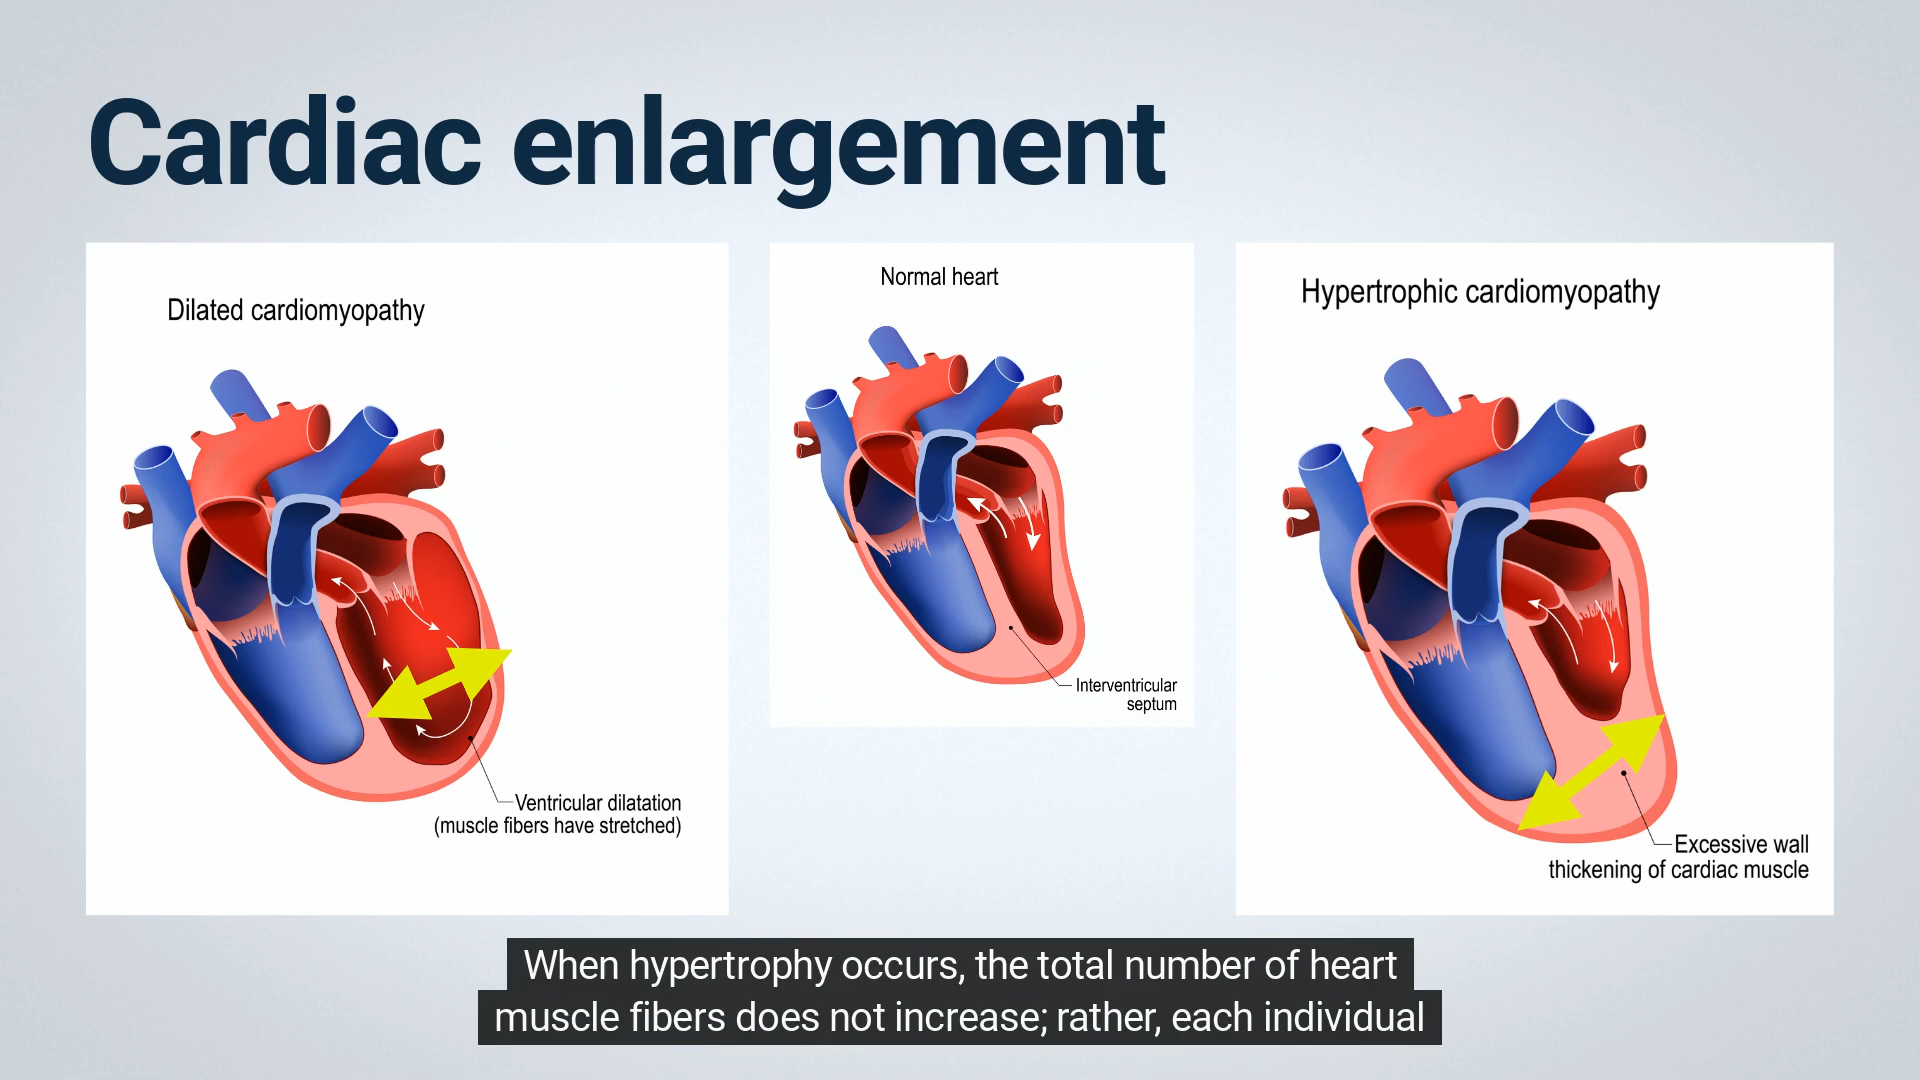 Cardiac enlargement
Dilated cardiomyopathy
Ventricular dilatation
(muscle fibers have stretched)
Normal heart
Interventricular
septum
Hypertrophic cardiomyopathy
Excessive wall
thickening of cardiac muscle
When hypertrophy occurs, the total number of heart
muscle fibers does not increase; rather, each individual